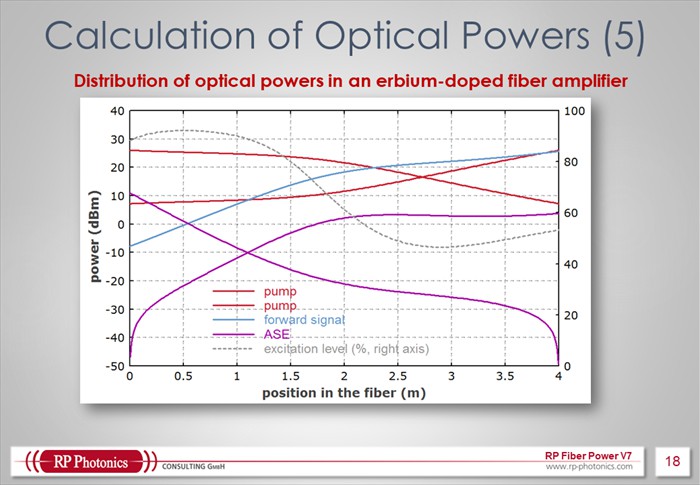 Calculation of Optical Powers (5)
Distribution of optical powers in an erbium-doped fiber amplifier
40
30
20
10
0
-10
-20
-30
-40
-50
power (dBm)
100
80
60
40
20
0
pump
pump
forward signal
ASE
excitation level (%, right axis)
0 0.5 1 1.5 2 2.5 3 3.5 4
position in the fiber (m)
RP Photonics
CONSULTING GMBH
RP Fiber Power V7
www.rp-photonics.com
18